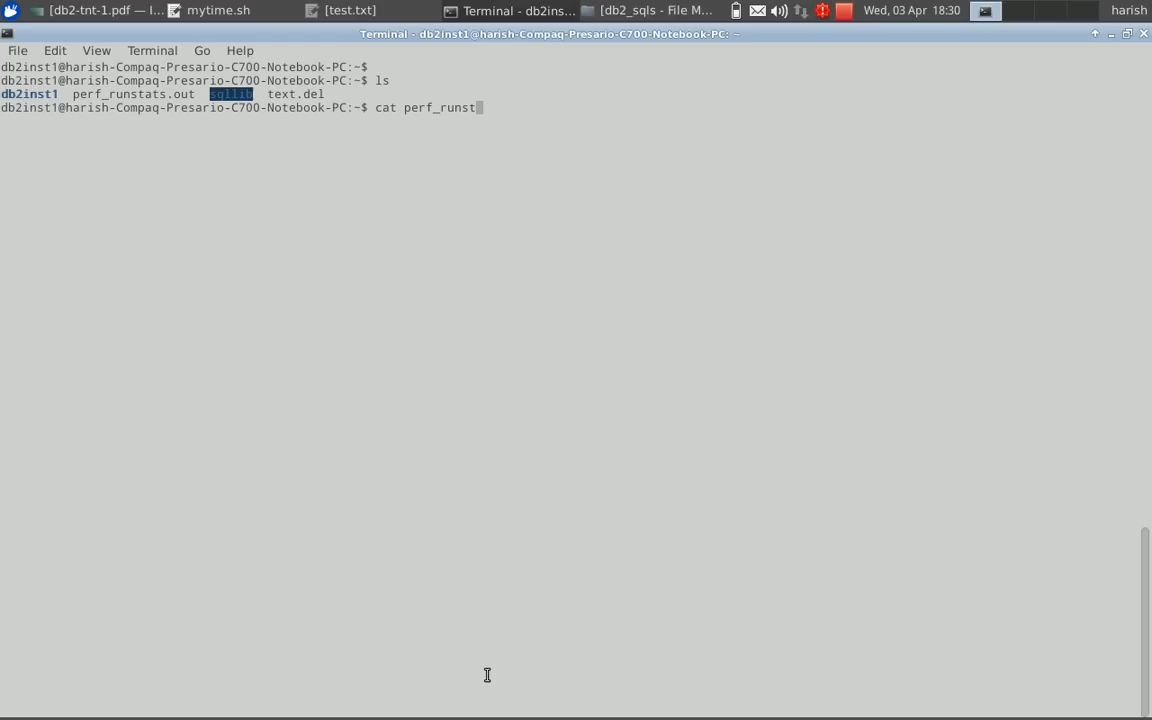 [db2-tnt-1.pdf — I... mytime.sh [test.txt] Terminal - db2ins... [db2_sqls - File M... Wed, 03 Apr 18:30 harish
Terminal - db2inst1@harish-Compaq-Presario-C700-Notebook-PC: ~
File Edit View Terminal Go Help
db2inst1@harish-Compaq-Presario-C700-Notebook-PC:~$
db2inst1@harish-Compaq-Presario-C700-Notebook-PC:~$ ls
db2inst1 perf_runstats.out sqllib text.del
db2inst1@harish-Compaq-Presario-C700-Notebook-PC:~$ cat perf_runst